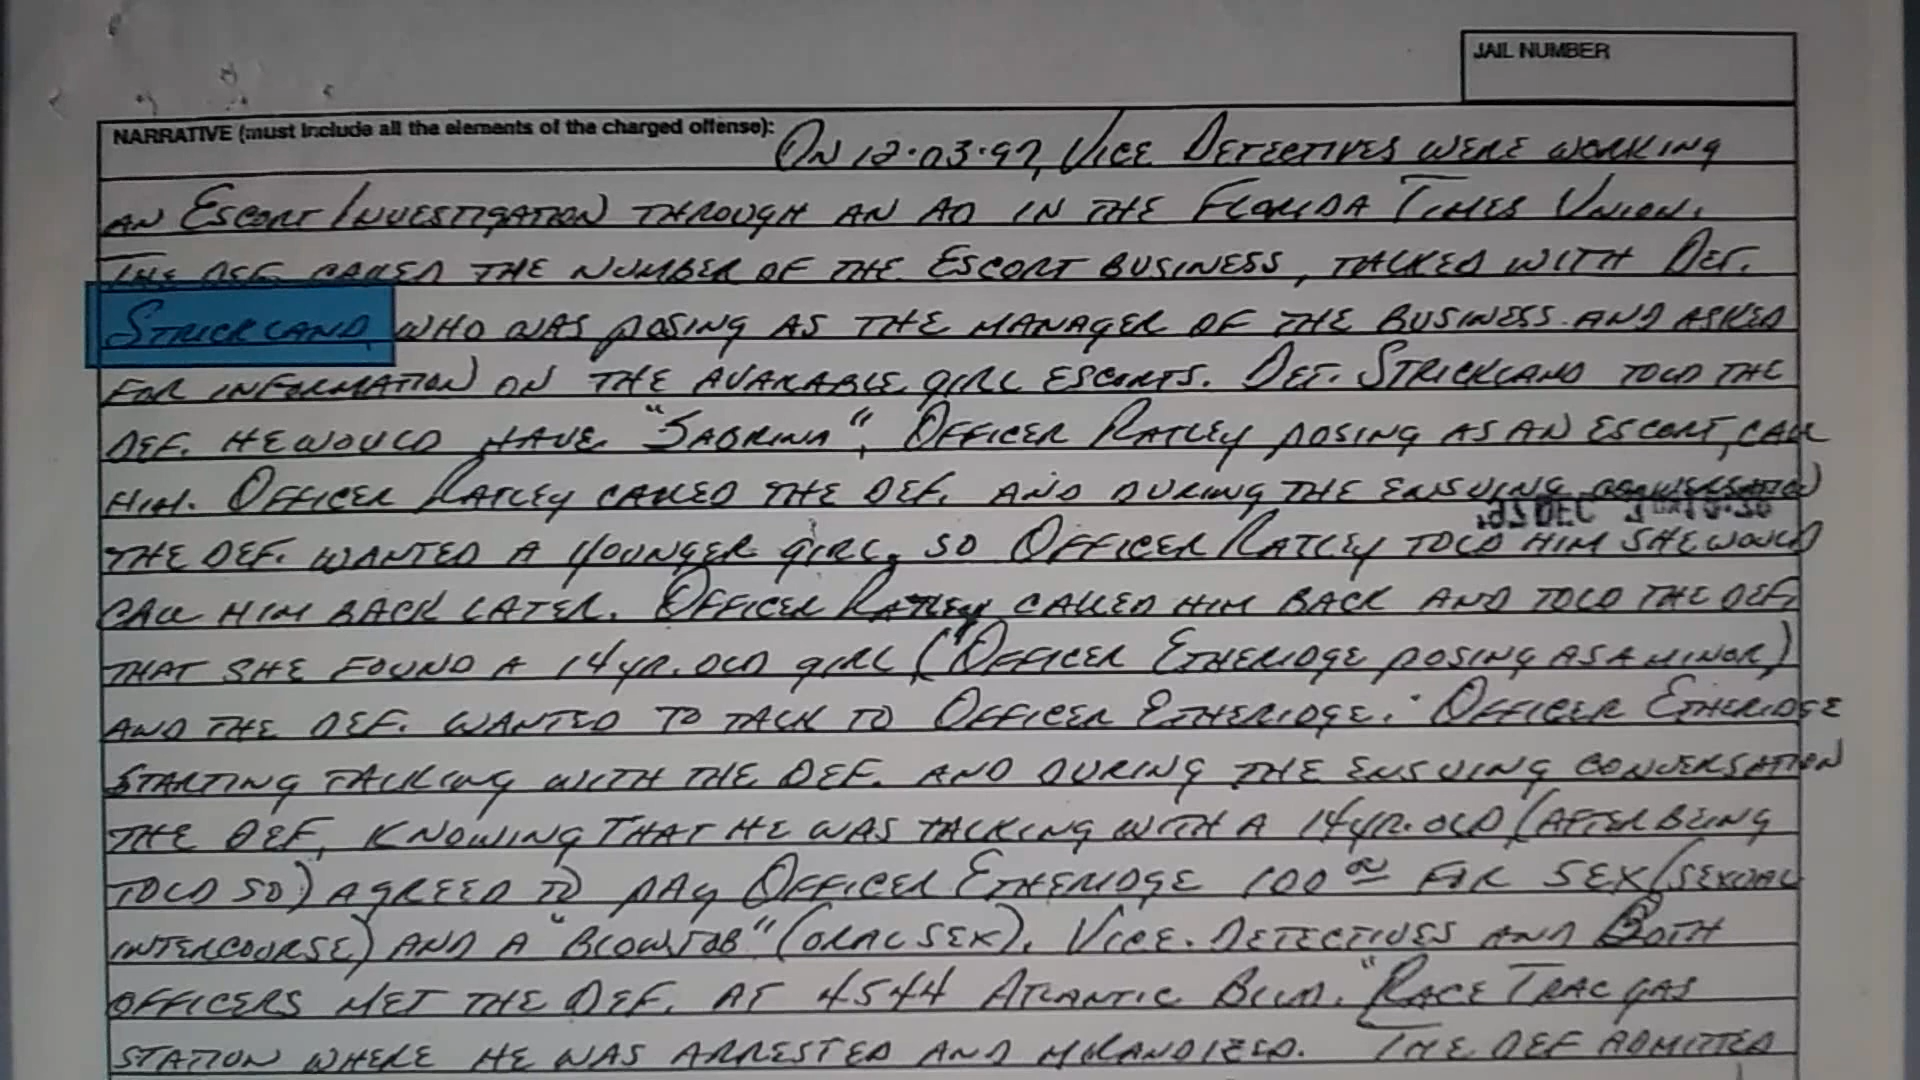 JAIL NUMBER
NARRATIVE (must include all the elements of the charged offense): ON 12.03.97, VICE DETECTIVES WERE WORKING
AN ESCORT INVESTIGATION THROUGH AN AD IN THE FLORIDA TIMES UNION.
THE DEF. CALLED THE NUMBER OF THE ESCORT BUSINESS, TALKED WITH DET.
STRICKLAND, WHO WAS POSING AS THE MANAGER OF THE BUSINESS AND ASKED
FOR INFORMATION ON THE AVAILABLE GIRL ESCORTS. DET. STRICKLAND TOLD THE
DEF. HE WOULD HAVE "SABRINA", OFFICER RATLEY POSING AS AN ESCORT, CALL
HIM. OFFICER RATLEY CALLED THE DEF. AND DURING THE ENSUING CONVERSATION
DEC
THE DEF. WANTED A YOUNGER GIRL, SO OFFICER RATLEY TOLD HIM SHE WOULD
CALL HIM BACK LATER. OFFICER RATLEY CALLED HIM BACK AND TOLD THE DEF.
THAT SHE FOUND A 14 YR. OLD GIRL (OFFICER ETHERIDGE POSING AS A MINOR)
AND THE DEF. WANTED TO TALK TO OFFICER ETHERIDGE. OFFICER ETHERIDGE
STARTING TALKING WITH THE DEF. AND DURING THE ENSUING CONVERSATION
THE DEF, KNOWING THAT HE WAS TALKING WITH A 14 YR. OLD (AFTER BEING
TOLD SO) AGREED TO PAY OFFICER ETHERIDGE 100 00 FOR SEX (SEXUAL
INTERCOURSE) AND A "BLOWJOB" (ORAL SEX). VICE DETECTIVES AND BOTH
OFFICERS MET THE DEF. AT 4544 ATLANTIC BLVD. "RACE TRAC GAS
STATION WHERE HE WAS ARRESTED AND MIRANDIZED. THE DEF ADMITTED